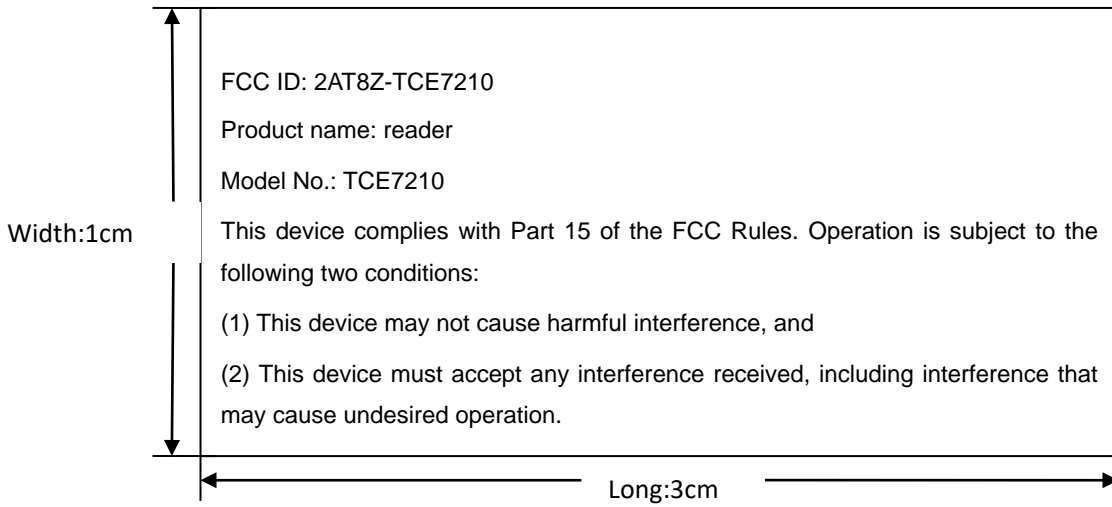 FCC ID: 2AT8Z-TCE7210
Product name: reader
Model No.: TCE7210
Width:1cm
This device complies with Part 15 of the FCC Rules. Operation is subject to the
following two conditions:
(1) This device may not cause harmful interference, and
(2) This device must accept any interference received, including interference that
may cause undesired operation.
Long:3cm